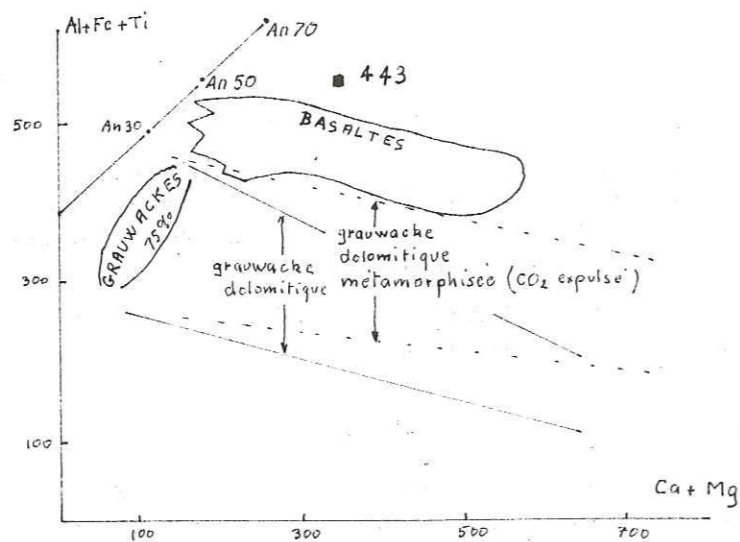 Al+Fe+Ti
An 70
An 50
An 30
443
500
BASALTES
GRAUWACKES
75%
grauwacke
dolomitique
grauwacke
dolomitique
métamorphisée (CO2 expulsé)
300
100
Ca + Mg
100
300
500
700